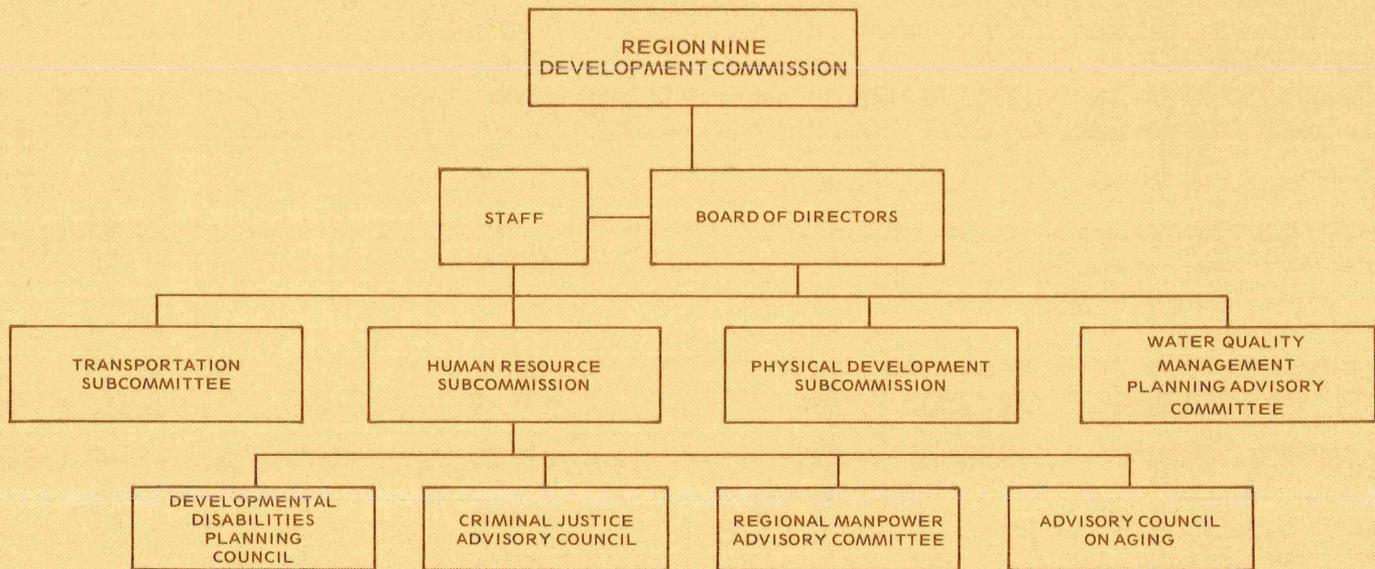 REGION NINE
DEVELOPMENT COMMISSION
STAFF
BOARD OF DIRECTORS
TRANSPORTATION
SUBCOMMITTEE
HUMAN RESOURCE
SUBCOMMISSION
PHYSICAL DEVELOPMENT
SUBCOMMISSION
WATER QUALITY
MANAGEMENT
PLANNING ADVISORY
COMMITTEE
DEVELOPMENTAL
DISABILITIES
PLANNING
COUNCIL
CRIMINAL JUSTICE
ADVISORY COUNCIL
REGIONAL MANPOWER
ADVISORY COMMITTEE
ADVISORY COUNCIL
ON AGING